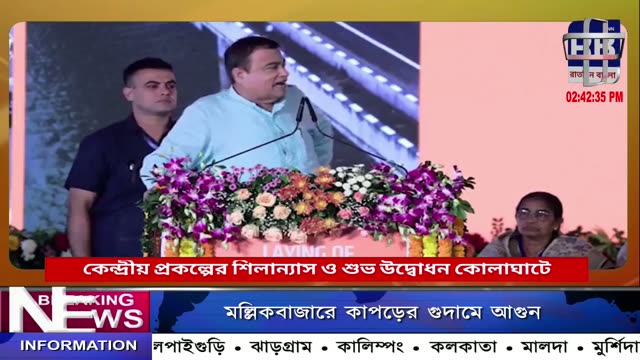 রাতদিন বাংলা
02:42:35 PM
LAYING OF
কেন্দ্রীয় প্রকল্পের শিলান্যাস ও শুভ উদ্বোধন কোলাঘাটে
BREAKING
NEWS
মল্লিকবাজারে কাপড়ের গুদামে আগুন
INFORMATION
লপাইগুড়ি • ঝাড়গ্রাম • কালিম্পং • কলকাতা • মালদা • মুর্শিদা